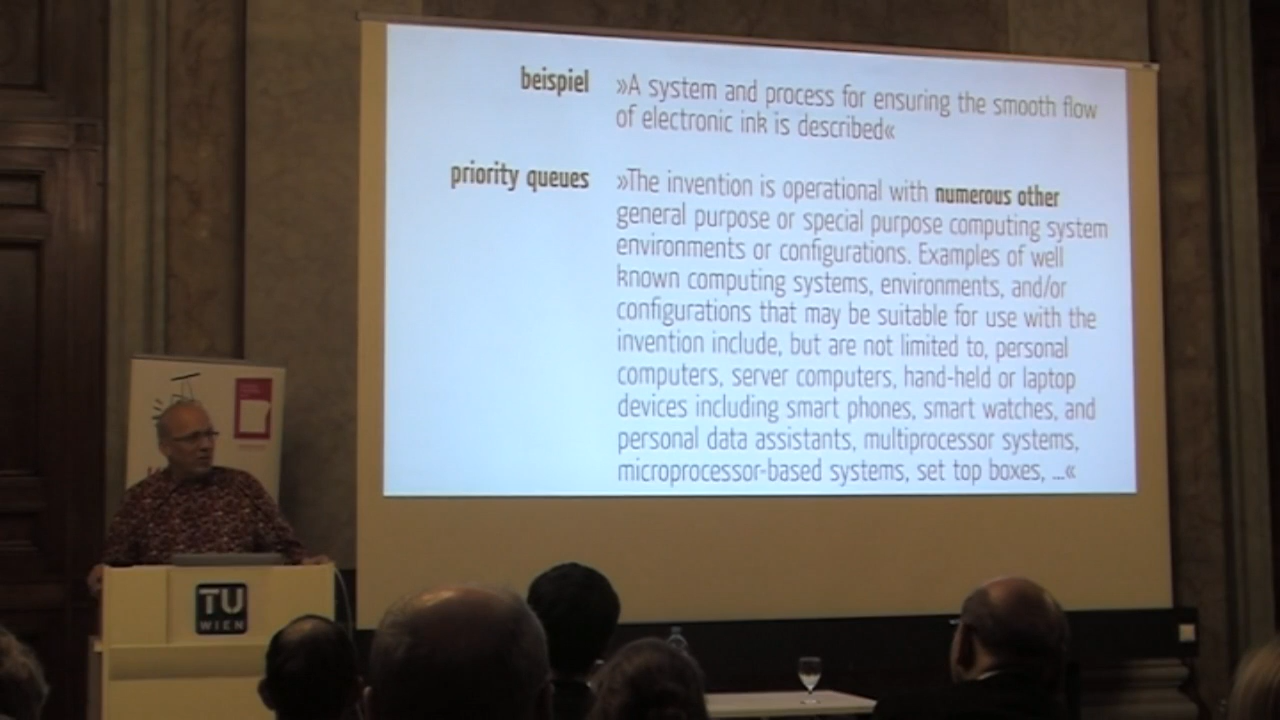 beispiel
»A system and process for ensuring the smooth flow
of electronic ink is described«
priority queues
»The invention is operational with numerous other
general purpose or special purpose computing system
environments or configurations. Examples of well
known computing systems, environments, and/or
configurations that may be suitable for use with the
invention include, but are not limited to, personal
computers, server computers, hand-held or laptop
devices including smart phones, smart watches, and
personal data assistants, multiprocessor systems,
microprocessor-based systems, set top boxes, ...«
TU
WIEN